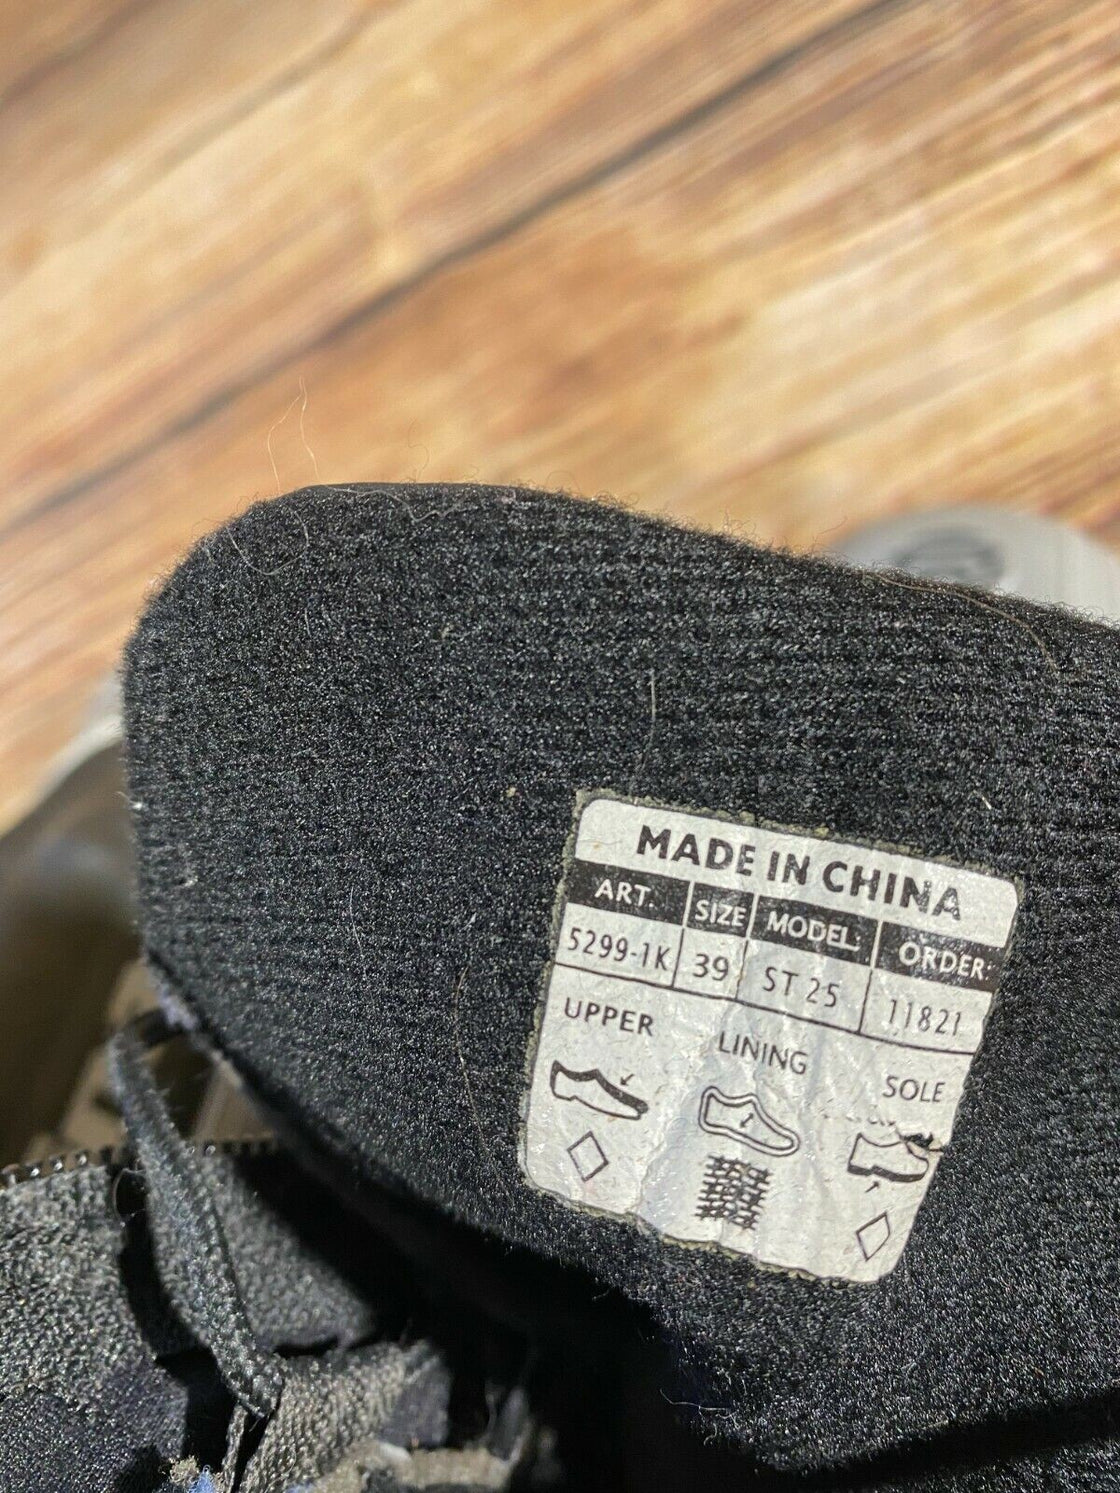 MADE IN CHINA
ART. SIZE MODEL: ORDER:
5299-1K 39 ST 25 11821
UPPER LINING SOLE